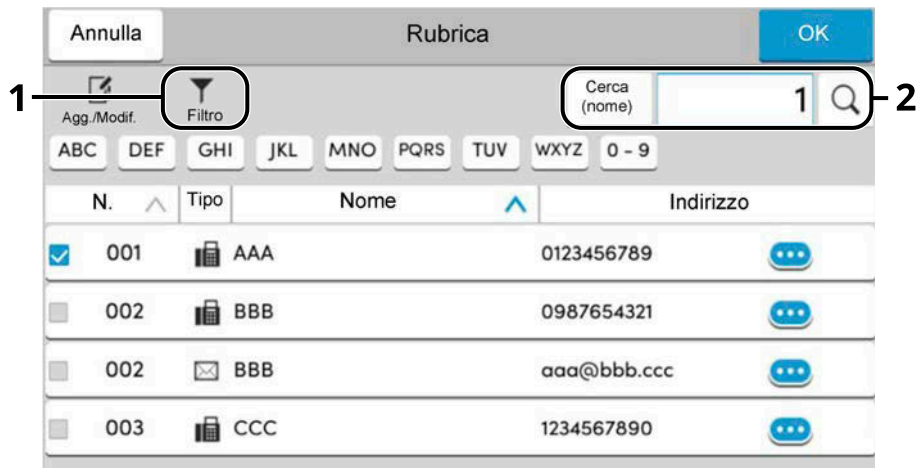 Annulla Rubrica OK
1 Agg./Modif. Filtro Cerca (nome) 1 2
ABC DEF GHI JKL MNO PQRS TUV WXYZ 0 - 9
N. Tipo Nome Indirizzo
001 AAA 0123456789
002 BBB 0987654321
002 BBB aaa@bbb.ccc
003 CCC 1234567890